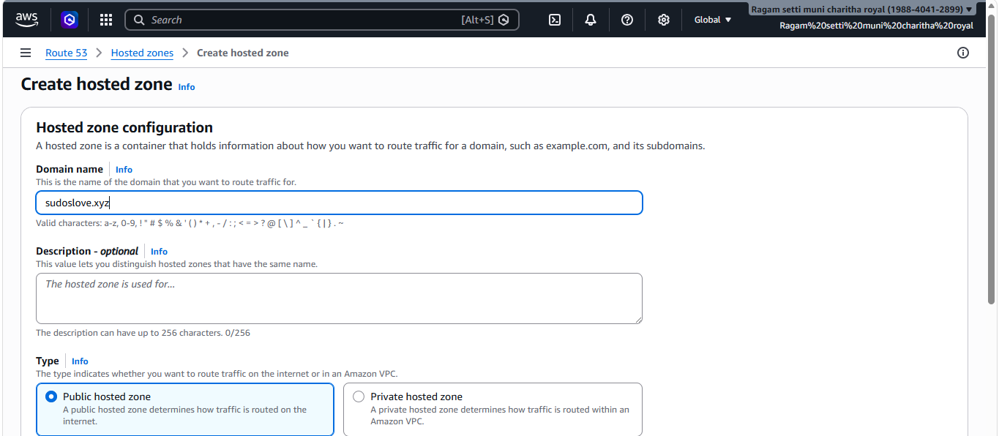 aws
Search [Alt+S]
Global
Ragam setti muni charitha royal (1988-4041-2899)
Ragam%20setti%20muni%20charitha%20royal
Route 53 > Hosted zones > Create hosted zone
Create hosted zone Info
Hosted zone configuration
A hosted zone is a container that holds information about how you want to route traffic for a domain, such as example.com, and its subdomains.
Domain name Info
This is the name of the domain that you want to route traffic for.
sudoslove.xyz
Valid characters: a-z, 0-9, ! " # $ % & ' ( ) * + , - / : ; < = > ? @ [ \ ] ^ _ ` { | } . ~
Description - optional Info
This value lets you distinguish hosted zones that have the same name.
The hosted zone is used for...
The description can have up to 256 characters. 0/256
Type Info
The type indicates whether you want to route traffic on the internet or in an Amazon VPC.
Public hosted zone
A public hosted zone determines how traffic is routed on the
internet.
Private hosted zone
A private hosted zone determines how traffic is routed within an
Amazon VPC.